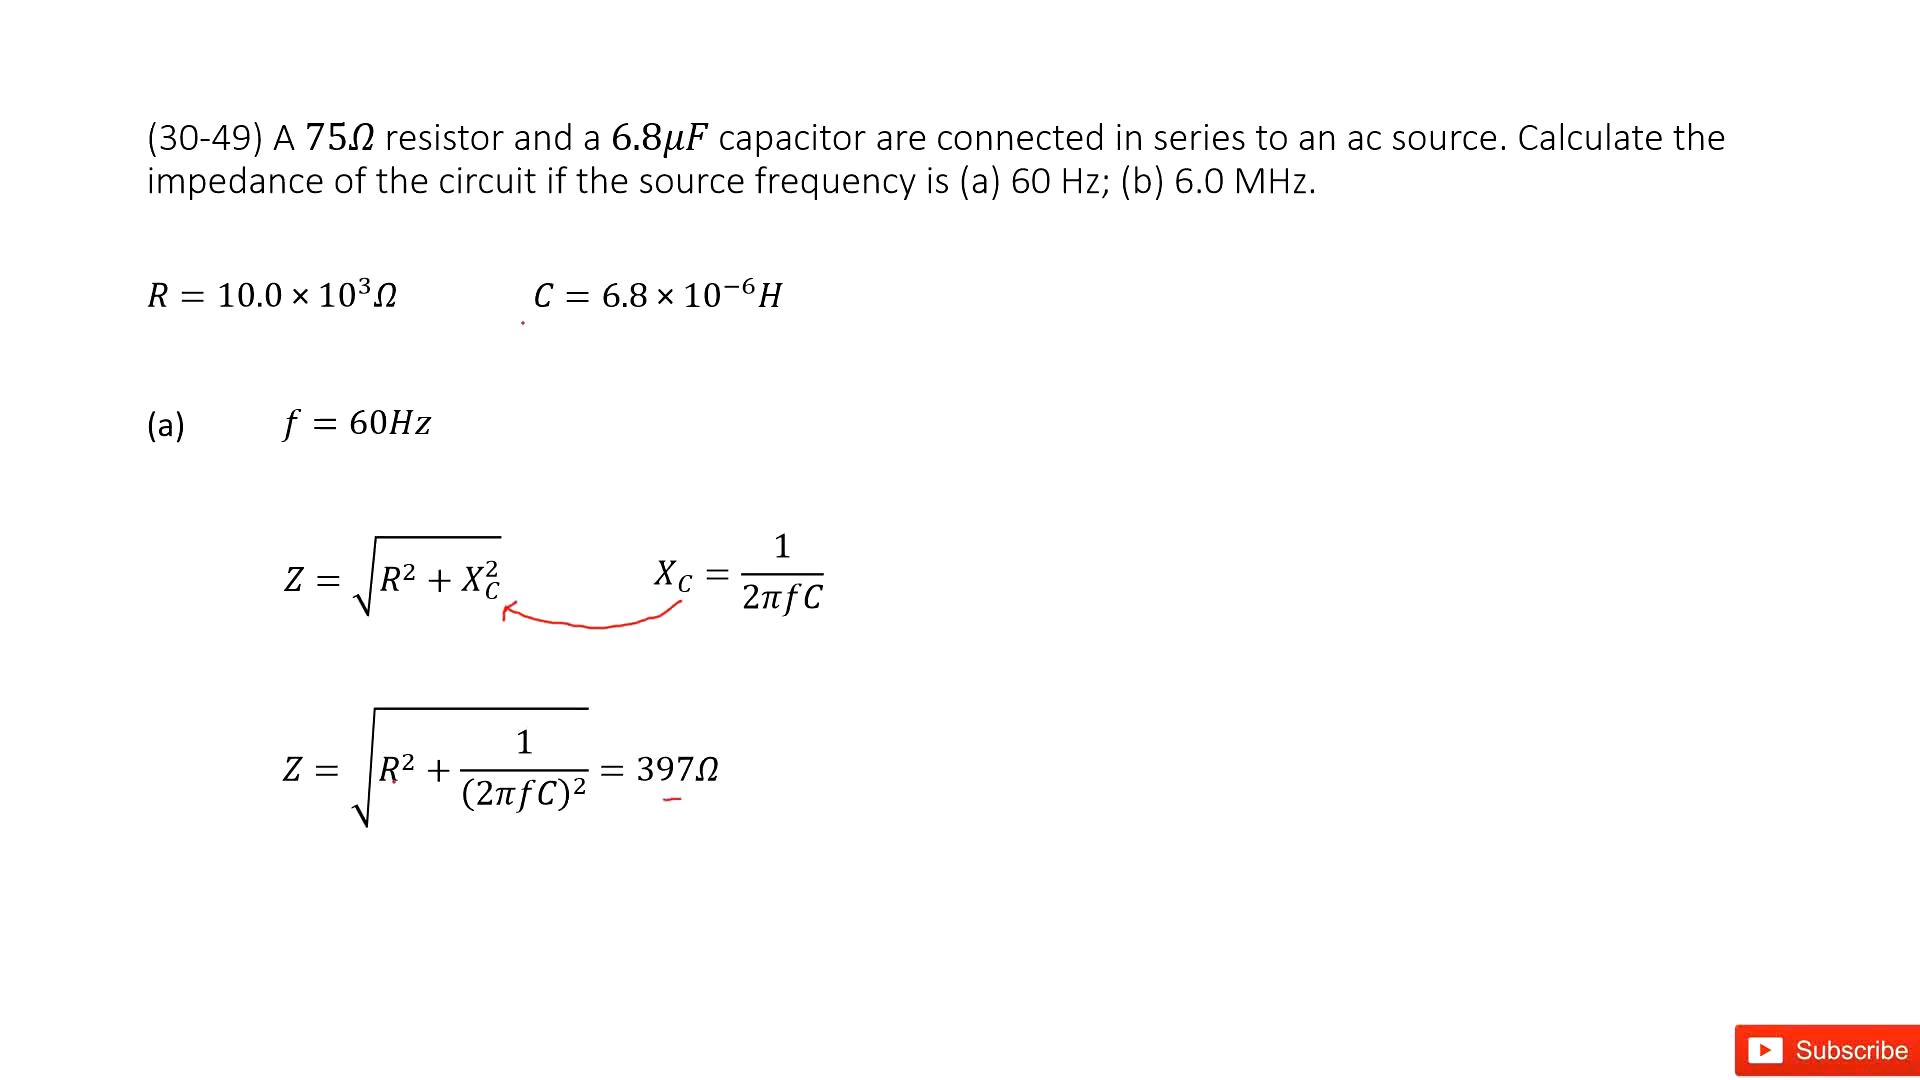 (30-49) A 75Ω resistor and a 6.8μF capacitor are connected in series to an ac source. Calculate the
impedance of the circuit if the source frequency is (a) 60 Hz; (b) 6.0 MHz.
R = 10.0 × 10³Ω C = 6.8 × 10⁻⁶H
(a) f = 60Hz
Z = √(R² + X_C²) X_C = 1/(2πfC)
Z = √(R² + 1/(2πfC)²) = 397Ω
Subscribe